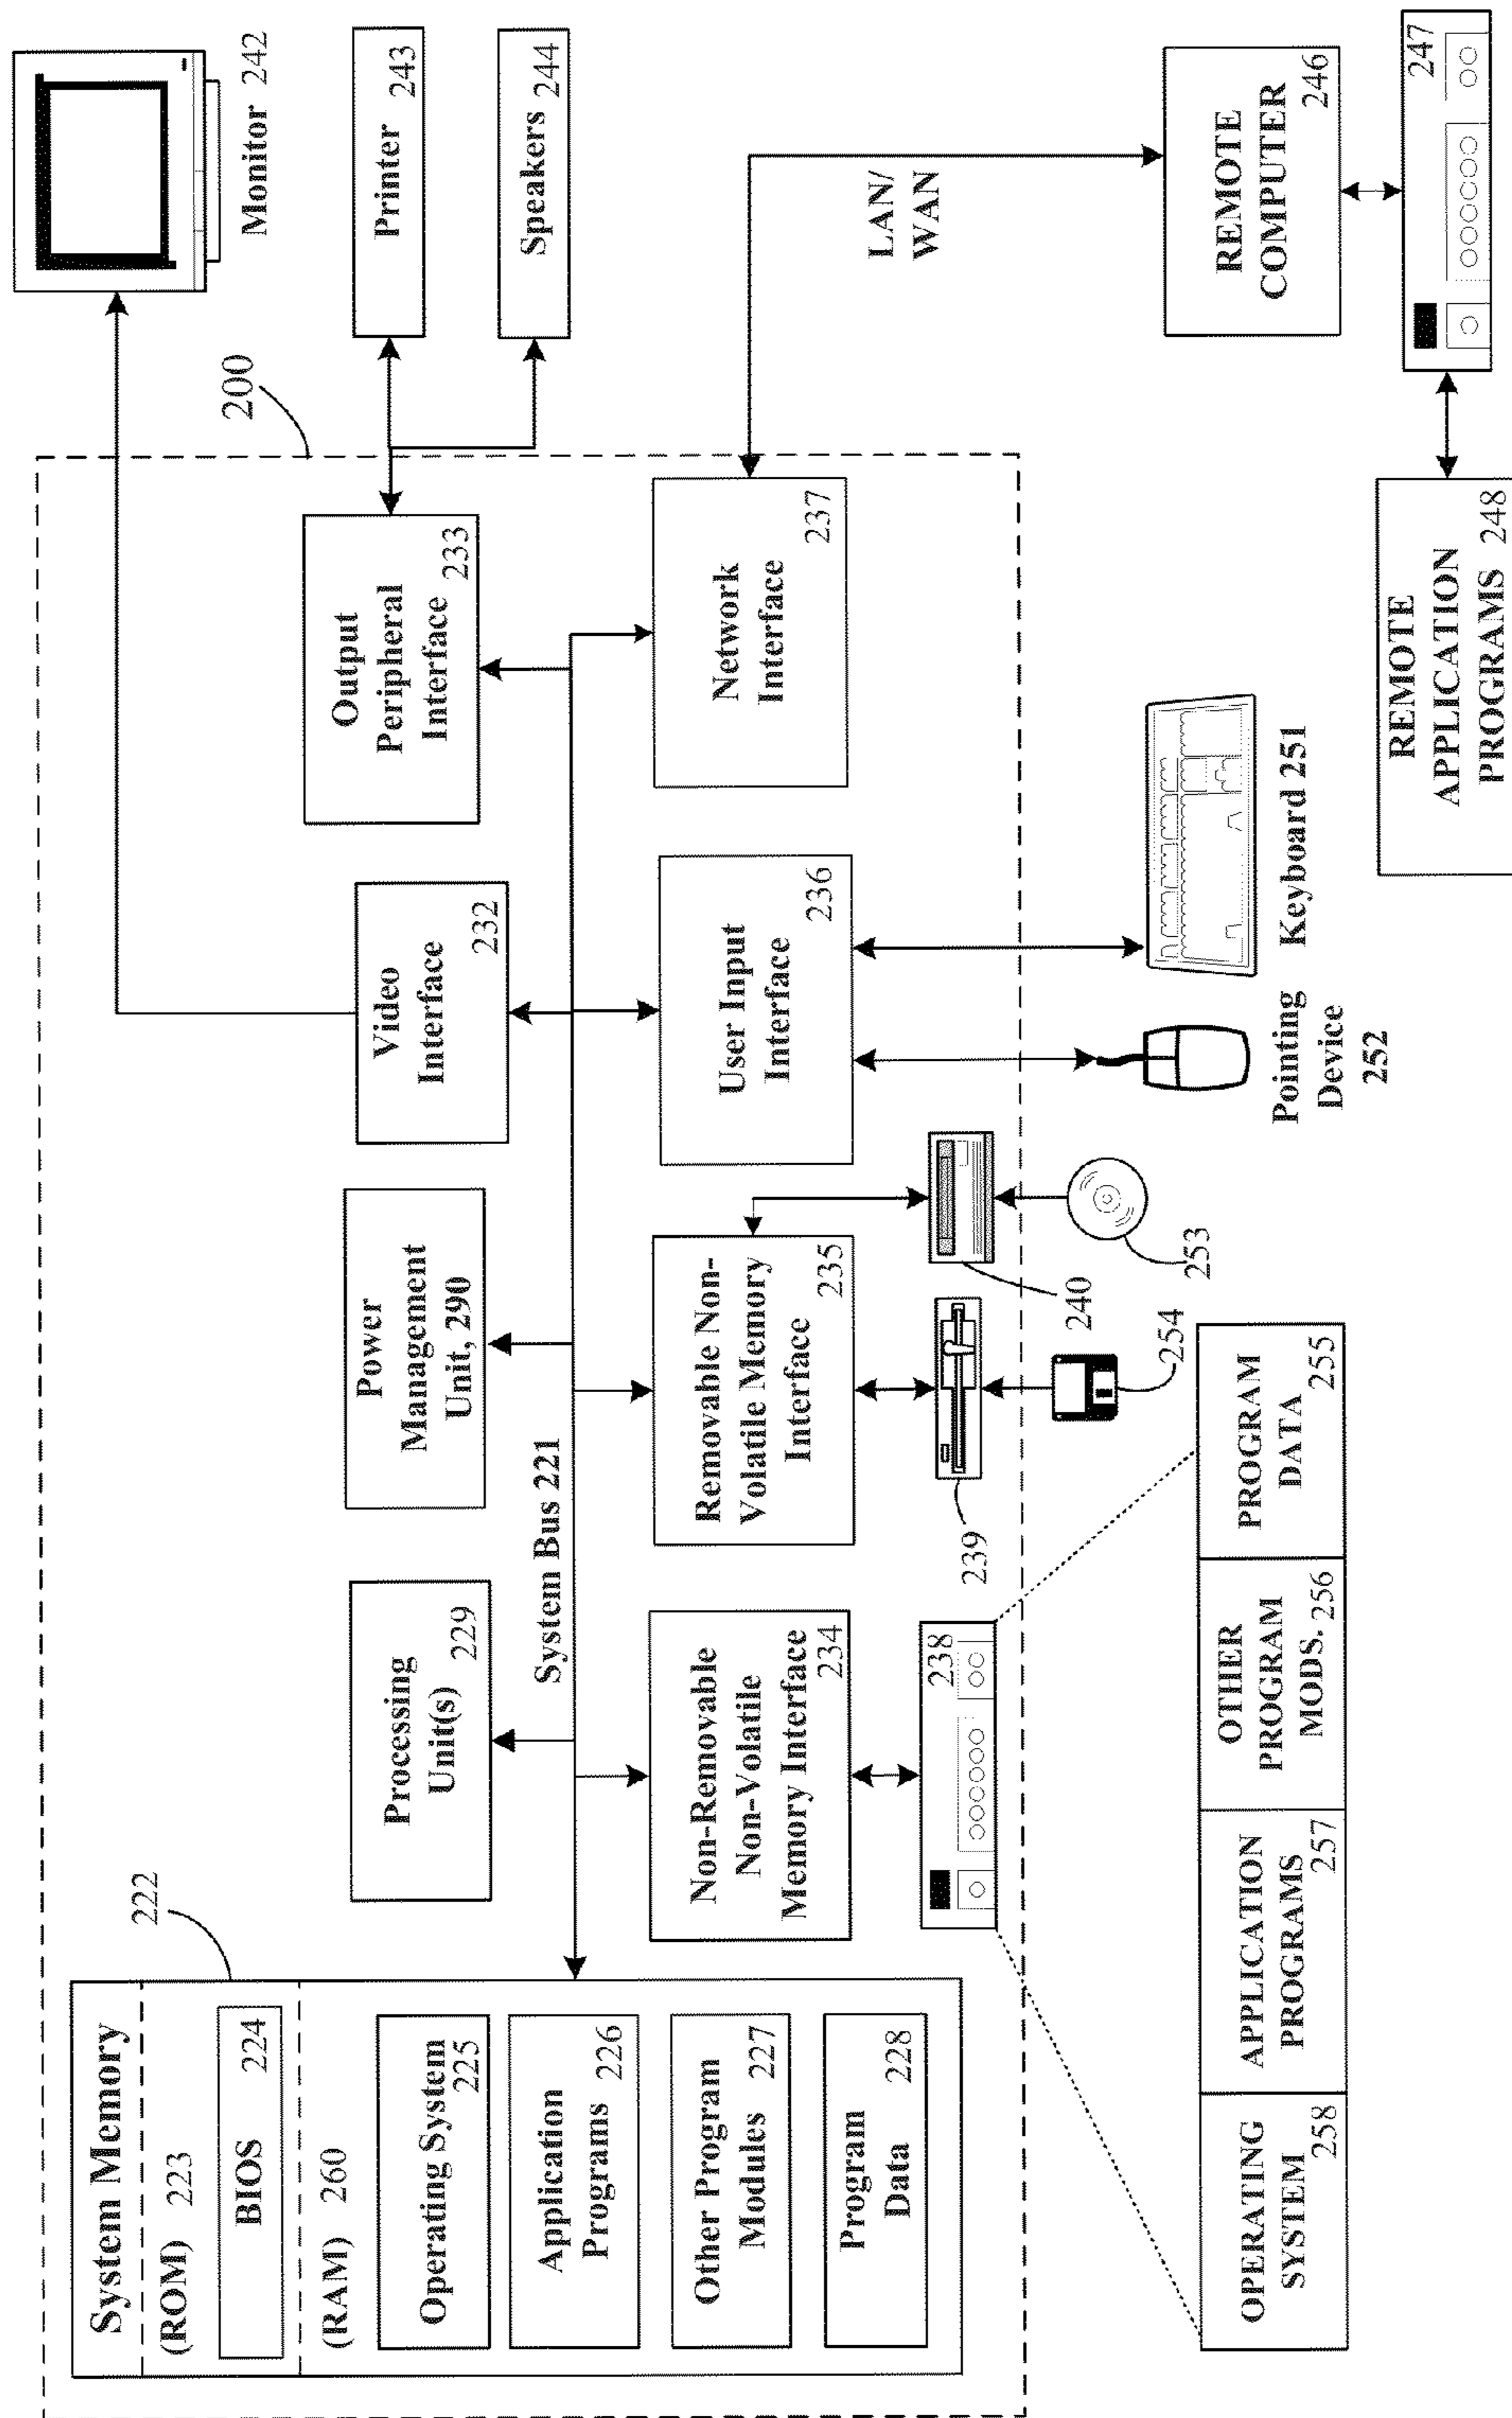 System Memory
(ROM) 223
BIOS 224
(RAM) 260
Operating System
225
Application
Programs 226
Other Program
Modules 227
Program
Data 228
222
Processing
Unit(s) 229
Power
Management
Unit, 290
Video
Interface 232
Output
Peripheral
Interface 233
200
Monitor 242
Printer 243
Speakers 244
System Bus 221
Non-Removable
Non-Volatile
Memory Interface
234
Removable Non-
Volatile Memory
Interface 235
User Input
Interface 236
Network
Interface 237
LAN/
WAN
238
239
240
253
254
Pointing
Device
252
Keyboard 251
REMOTE
COMPUTER
246
247
REMOTE
APPLICATION
PROGRAMS 248
OPERATING
SYSTEM
258
APPLICATION
PROGRAMS
257
OTHER
PROGRAM
MODS. 256
PROGRAM
DATA
255